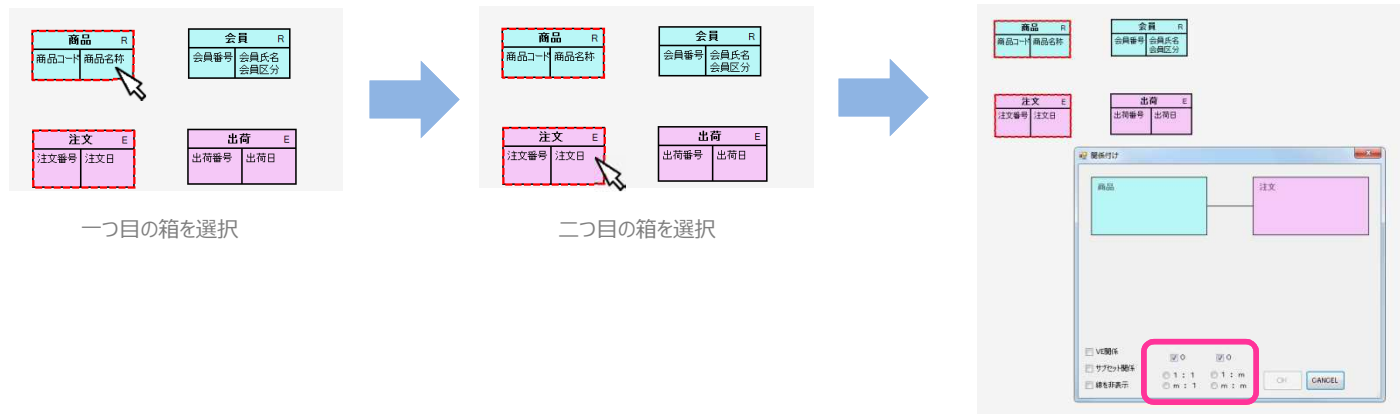 商品 R
商品コード 商品名称
会員 R
会員番号 会員氏名
会員区分
注文 E
注文番号 注文日
出荷 E
出荷番号 出荷日
一つ目の箱を選択
商品 R
商品コード 商品名称
会員 R
会員番号 会員氏名
会員区分
注文 E
注文番号 注文日
出荷 E
出荷番号 出荷日
二つ目の箱を選択
商品 R
商品コード 商品名称
会員 R
会員番号 会員氏名
会員区分
注文 E
注文番号 注文日
出荷 E
出荷番号 出荷日
関係付け
商品
注文
VE関係
サブセット関係
線を非表示
0 0
1 : 1 1 : m
m : 1 m : m
OK CANCEL